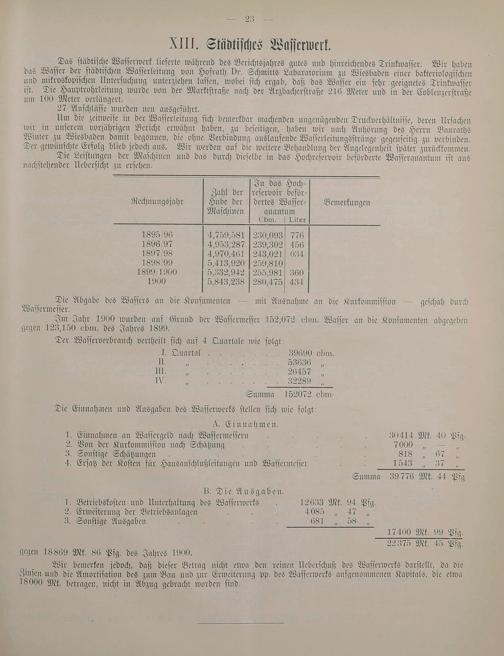 — 23 —
XIII. Städtisches Wasserwerk.
Das städtische Wasserwerk lieferte während des Berichtsjahres gutes und hinreichendes Trinkwasser. Wir haben
das Wasser der städtischen Wasserleitung von Hofrath Dr. Schmitts Labaratorium zu Wiesbaden einer bakteriologischen
und mikroskopischen Untersuchung unterziehen lassen, wobei sich ergab, daß das Wasser ein sehr geeignetes Trinkwasser
ist. Die Hauptrohrleitung wurde von der Marktstraße nach der Arzbacherstraße 216 Meter und in der Coblenzerstraße
um 100 Meter verlängert.
27 Anschlüsse wurden neu ausgeführt.
Um die zeitweise in der Wasserleitung sich bemerkbar machenden ungenügenden Druckverhältnisse, deren Ursachen
wir in unserem vorjährigen Bericht erwähnt haben, zu beseitigen, haben wir nach Anhörung des Herrn Bauraths
Winter zu Wiesbaden damit begonnen, die ohne Verbindung auslaufende Wasserleitungsstränge gegenseitig zu verbinden.
Der gewünschte Erfolg blieb jedoch aus. Wir werden auf die weitere Behandlung der Angelegenheit später zurückkommen.
Die Leistungen der Maschinen und das durch dieselbe in das Hochreservoir beförderte Wasserquantum ist aus
nachstehender Uebersicht zu ersehen.
Rechnungsjahr Zahl der Hube der Maschinen In das Hoch-reservoir beför-dertes Wasser-quantum Cbm. Liter Bemerkungen
1895/96 4,759,581 230,093 776
1896/97 4,953,287 239,302 456
1897/98 4,970,461 243,021 034
1898/99 5,413,920 259,810
1899/1900 5,332,942 255,981 360
1900 5,843,238 280,475 434
Die Abgabe des Wassers an die Konsumenten — mit Ausnahme an die Kurkommission — geschah durch
Wassermesser.
Im Jahr 1900 wurden auf Grund der Wassermesser 152,072 cbm. Wasser an die Konsumenten abgegeben
gegen 123,150 cbm. des Jahres 1899.
Der Wasserverbrauch vertheilt sich auf 4 Quartale wie folgt:
I. Quartal . . . . . 39690 cbm.
II. „ . . . . . 53636 „
III. „ . . . . . 26457 „
IV. „ . . . . . 32289 „
Summa 152072 cbm.
Die Einnahmen und Ausgaben des Wasserwerks stellen sich wie folgt:
A. Einnahmen.
1. Einnahmen an Wassergeld nach Wassermessern 30414 Mk. 40 Pfg.
2. Von der Kurkommission nach Schätzung 7000 „ — „
3. Sonstige Schätzungen 818 „ 67 „
4. Ersatz der Kosten für Hausanschlußleitungen und Wassermesser 1543 „ 37 „
Summa 39776 Mk. 44 Pfg
B. Die Ausgaben.
1. Betriebskosten und Unterhaltung des Wasserwerks 12633 Mk. 94 Pfg
2. Erweiterung der Betriebsanlagen 4085 „ 47 „
3. Sonstige Ausgaben 681 „ 58 „
17400 Mk. 99 Pfg.
22375 Mk. 45 Pfg.
gegen 18869 Mk. 86 Pfg. des Jahres 1900.
Wir bemerken jedoch, daß dieser Betrag nicht etwa den reinen Ueberschuß des Wasserwerks darstellt, da die
Zinsen und die Amortisation des zum Bau und zur Erweiterung pp. des Wasserwerks aufgenommenen Kapitals, die etwa
18000 Mk. betragen, nicht in Abzug gebracht worden sind.